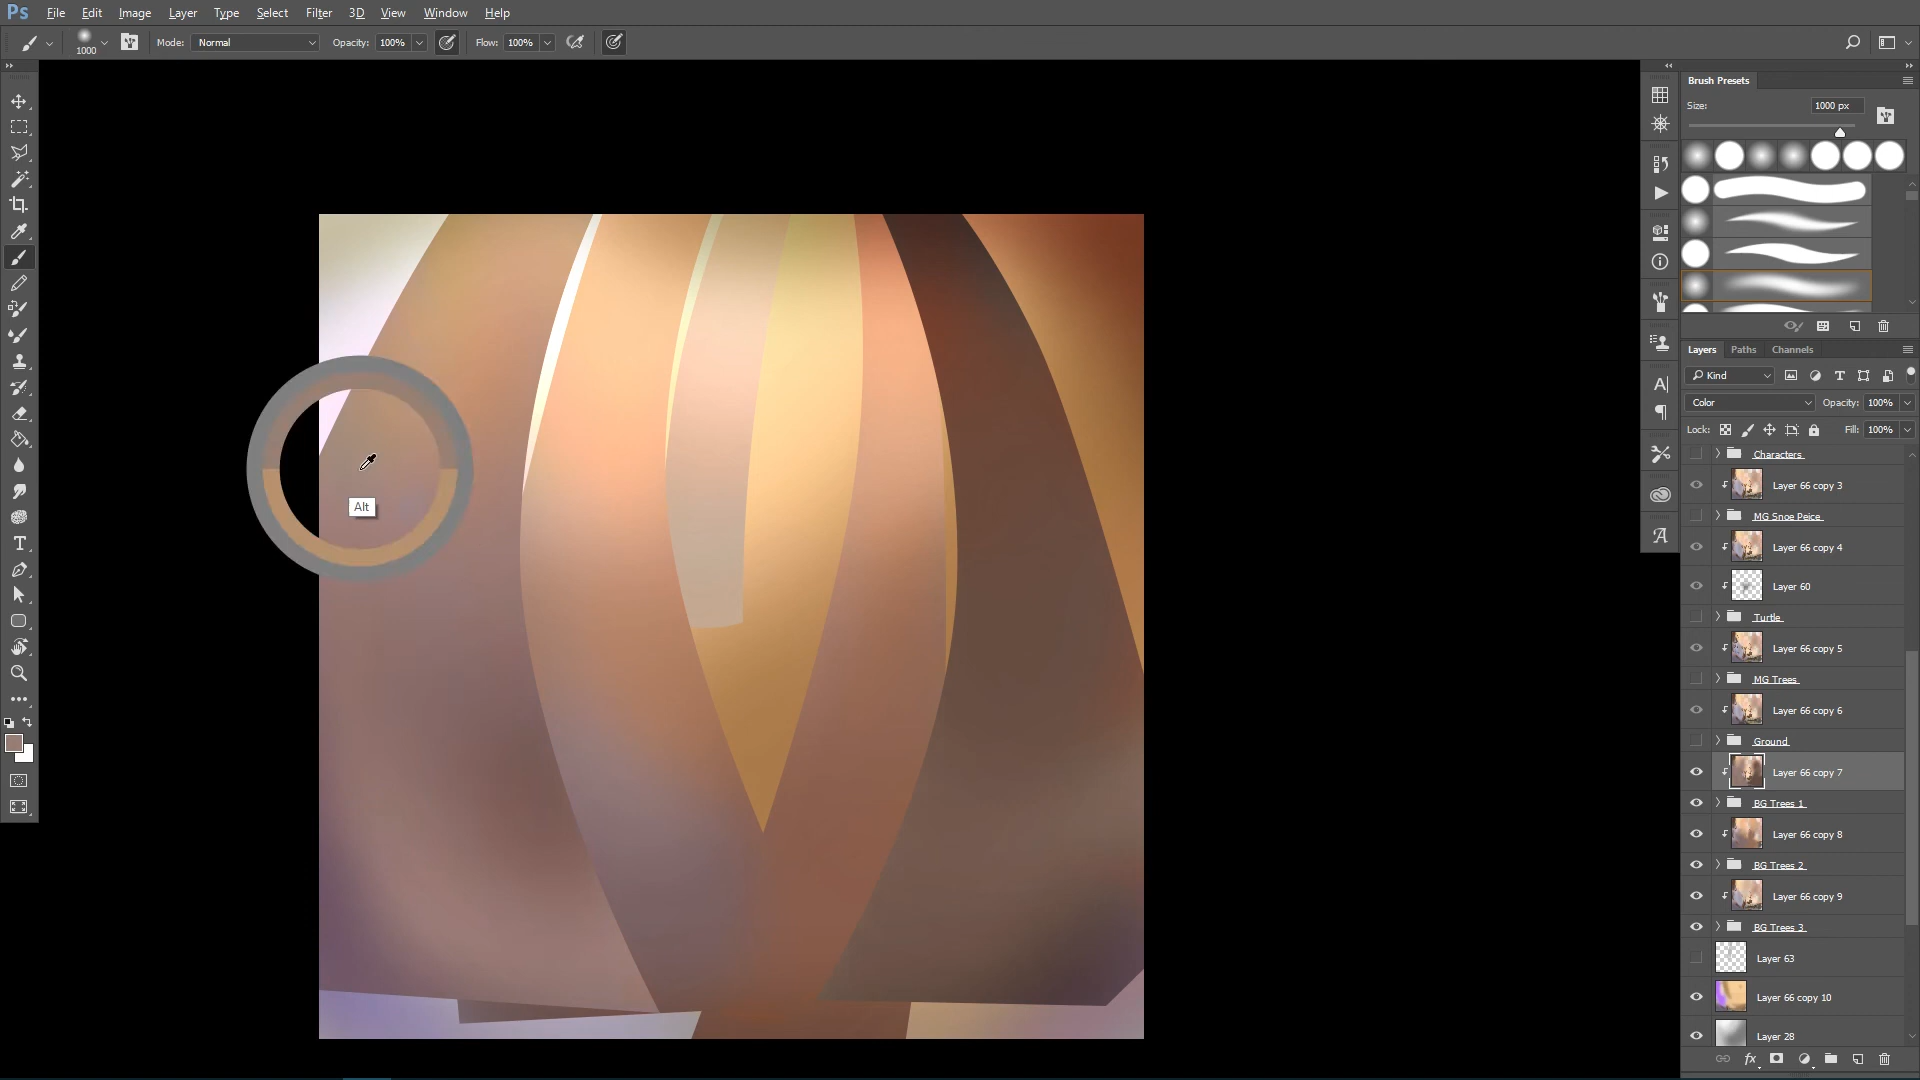 Ps File Edit Image Layer Type Select Filter 3D View Window Help
1000 Mode: Normal Opacity: 100% Flow: 100%
Brush Presets
Size: 1000 px
Layers Paths Channels
Kind
Color Opacity: 100%
Lock: Fill: 100%
Characters
Layer 66 copy 3
MG Snoe Peice
Layer 66 copy 4
Layer 60
Turtle
Layer 66 copy 5
MG Trees
Layer 66 copy 6
Ground
Layer 66 copy 7
BG Trees 1
Layer 66 copy 8
BG Trees 2
Layer 66 copy 9
BG Trees 3
Layer 63
Layer 66 copy 10
Layer 28
fx
Alt